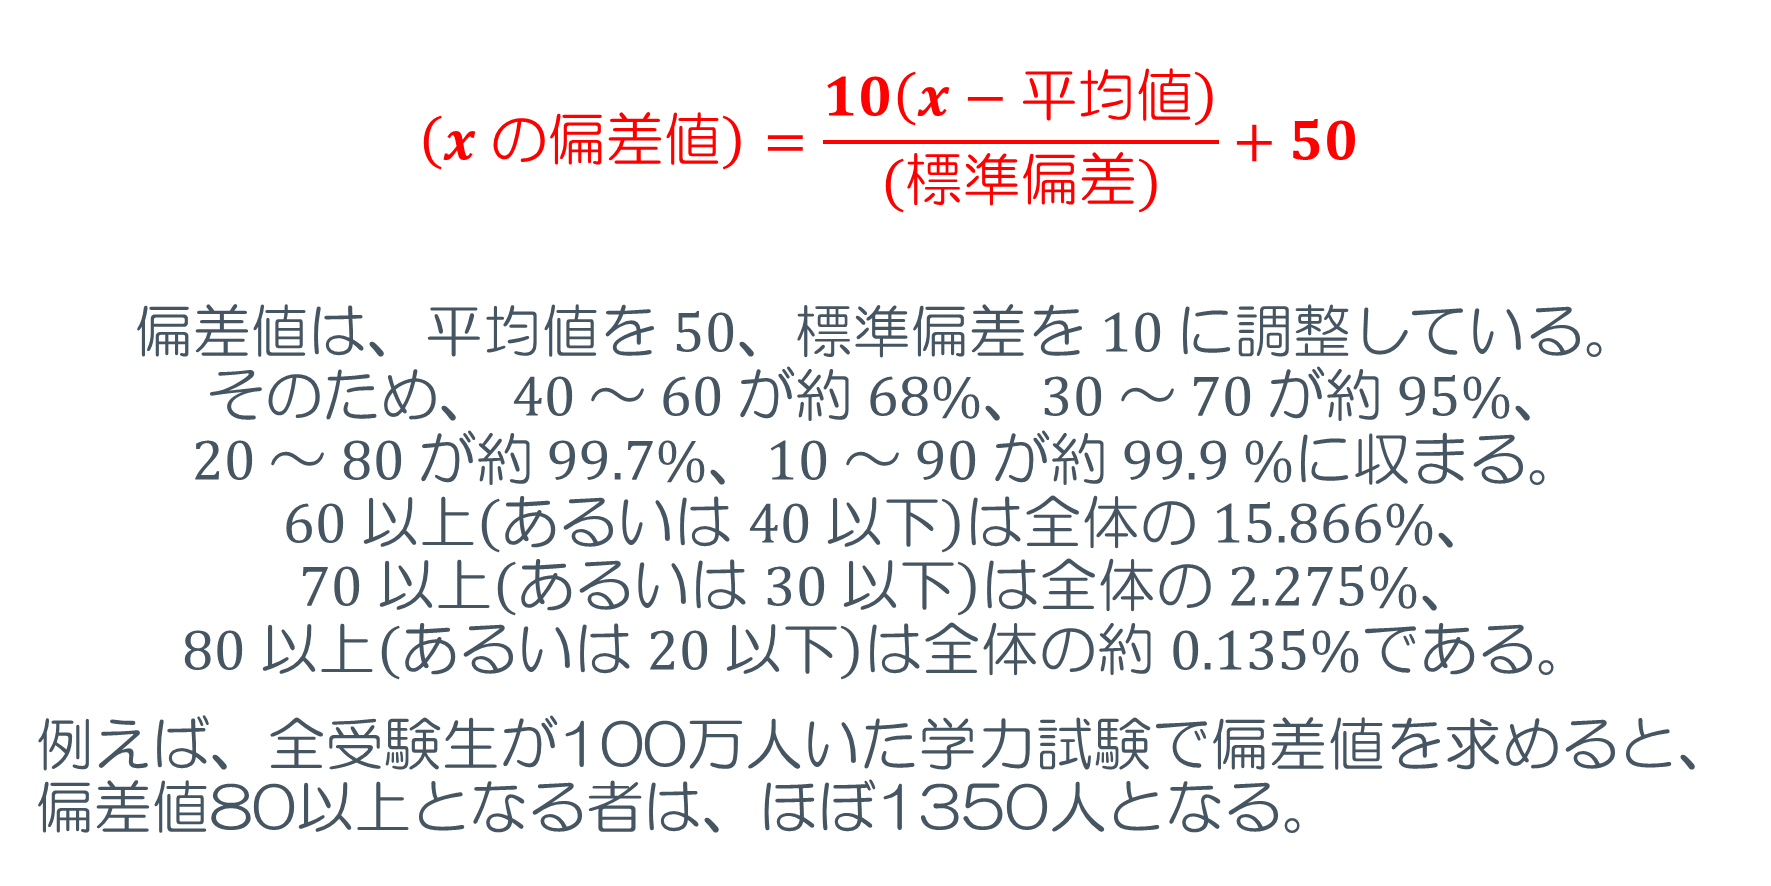 (x の偏差値) = 10(x − 平均値) / (標準偏差) + 50
偏差値は、平均値を 50、標準偏差を 10 に調整している。
そのため、 40 ～ 60 が約 68%、30 ～ 70 が約 95%、
20 ～ 80 が約 99.7%、10 ～ 90 が約 99.9 %に収まる。
60 以上(あるいは 40 以下)は全体の 15.866%、
70 以上(あるいは 30 以下)は全体の 2.275%、
80 以上(あるいは 20 以下)は全体の約 0.135%である。
例えば、全受験生が100万人いた学力試験で偏差値を求めると、
偏差値80以上となる者は、ほぼ1350人となる。